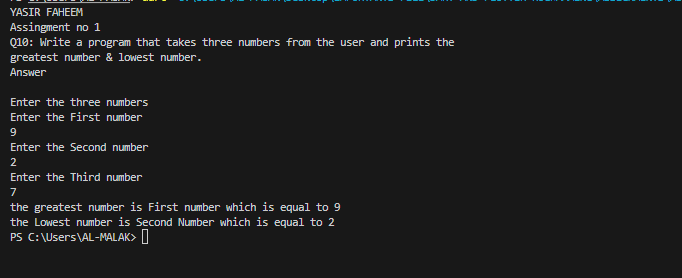 YASIR FAHEEM
Assingment no 1
Q10: Write a program that takes three numbers from the user and prints the
greatest number & lowest number.
Answer
Enter the three numbers
Enter the First number
9
Enter the Second number
2
Enter the Third number
7
the greatest number is First number which is equal to 9
the Lowest number is Second Number which is equal to 2
PS C:\Users\AL-MALAK>